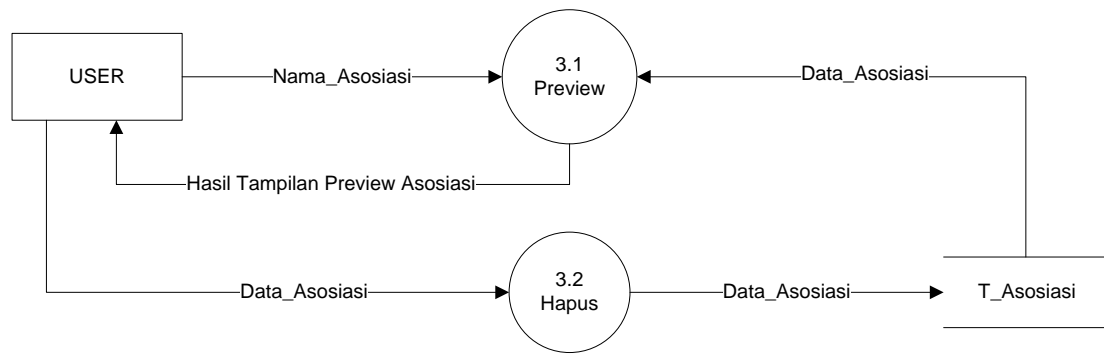 USER
Nama_Asosiasi
3.1
Preview
Data_Asosiasi
Hasil Tampilan Preview Asosiasi
Data_Asosiasi
3.2
Hapus
Data_Asosiasi
T_Asosiasi